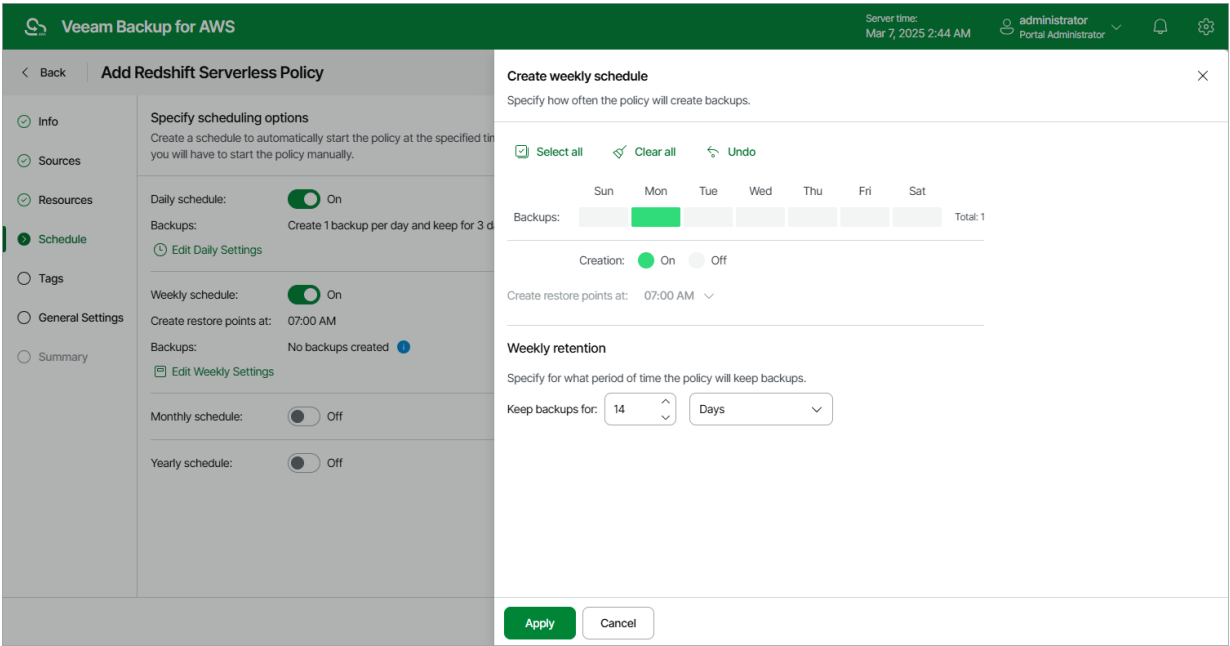 Veeam Backup for AWS
Server time:
Mar 7, 2025 2:44 AM
administrator
Portal Administrator
Back
Add Redshift Serverless Policy
Info
Sources
Resources
Schedule
Tags
General Settings
Summary
Specify scheduling options
Create a schedule to automatically start the policy at the specified
you will have to start the policy manually.
Daily schedule: On
Backups: Create 1 backup per day and keep for 3
Edit Daily Settings
Weekly schedule: On
Create restore points at: 07:00 AM
Backups: No backups created
Edit Weekly Settings
Monthly schedule: Off
Yearly schedule: Off
Create weekly schedule
Specify how often the policy will create backups.
Select all Clear all Undo
Sun Mon Tue Wed Thu Fri Sat
Backups: Total: 1
Creation: On Off
Create restore points at: 07:00 AM
Weekly retention
Specify for what period of time the policy will keep backups.
Keep backups for: 14 Days
Apply Cancel